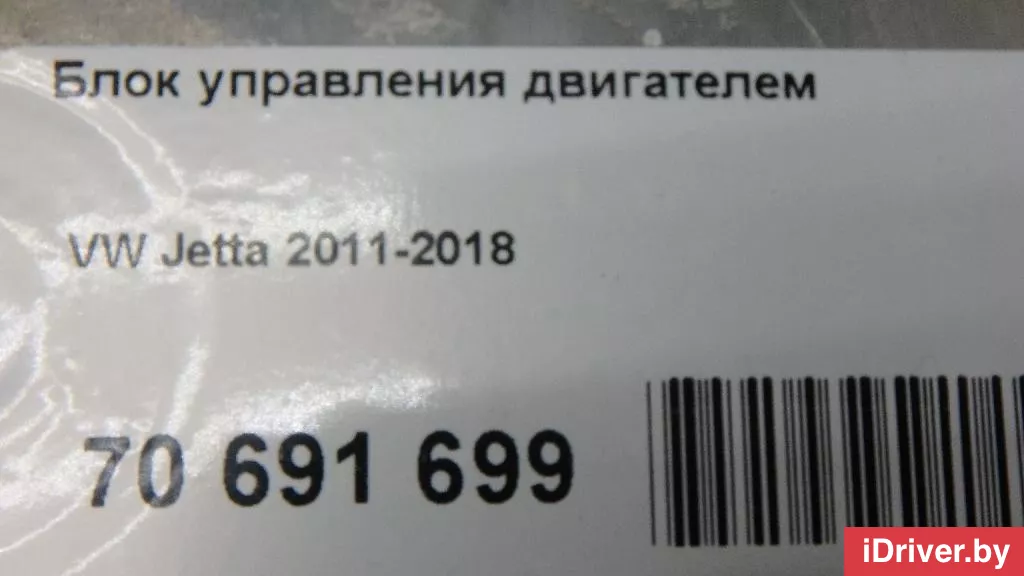 Блок управления двигателем
VW Jetta 2011-2018
70 691 699
iDriver.by